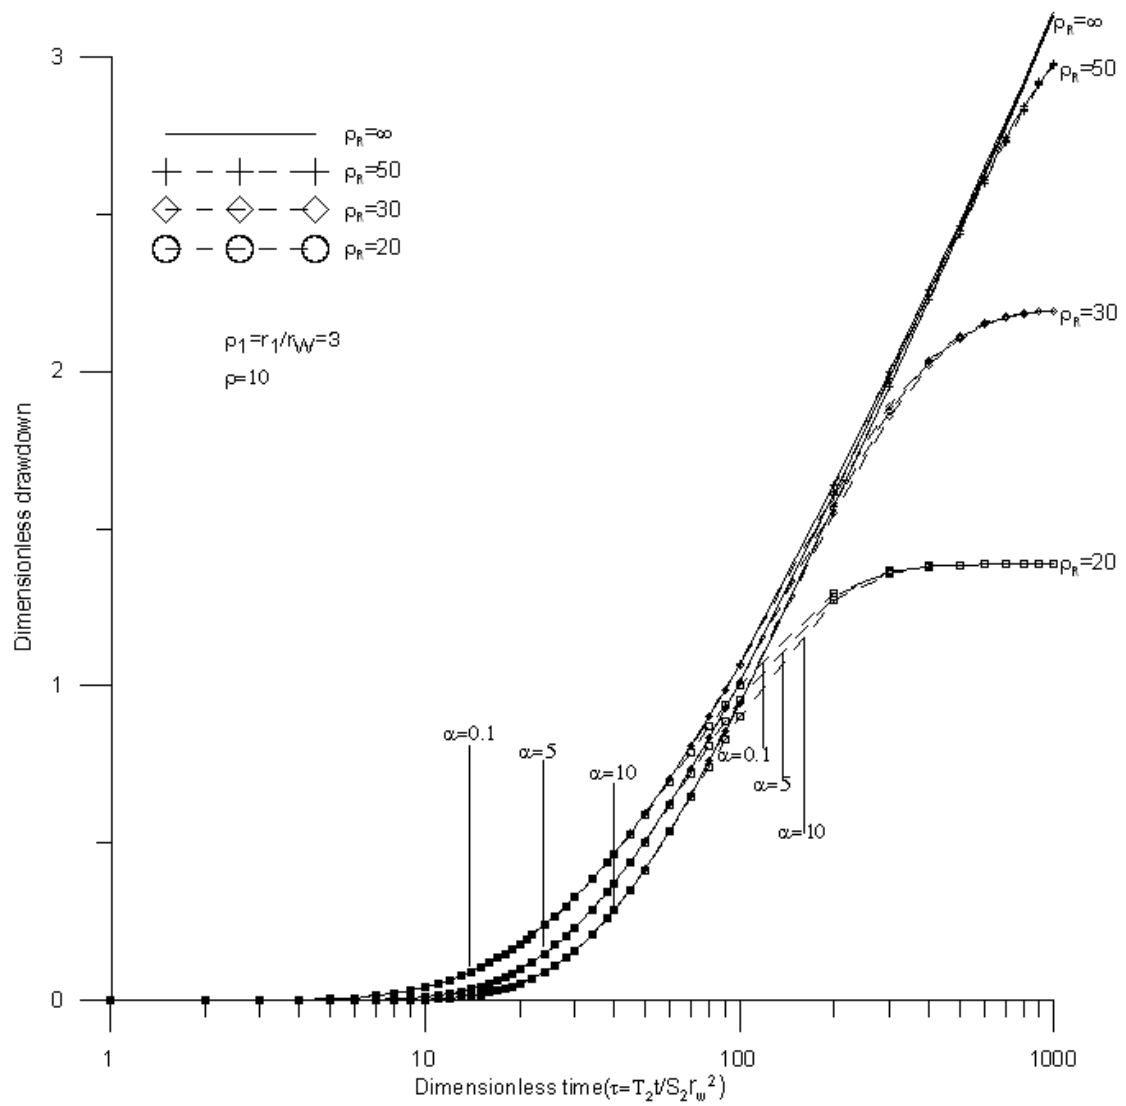 ρR=∞
3
ρR=50
ρR=∞
ρR=50
ρR=30
ρR=20
ρR=30
ρ1=r1/rW=3
ρ=10
2
Dimensionless drawdown
ρR=20
1
α=0.1
α=5
α=10
α=0.1
α=5
α=10
0
1
10
100
1000
Dimensionless time(τ=T2t/S2rw²)